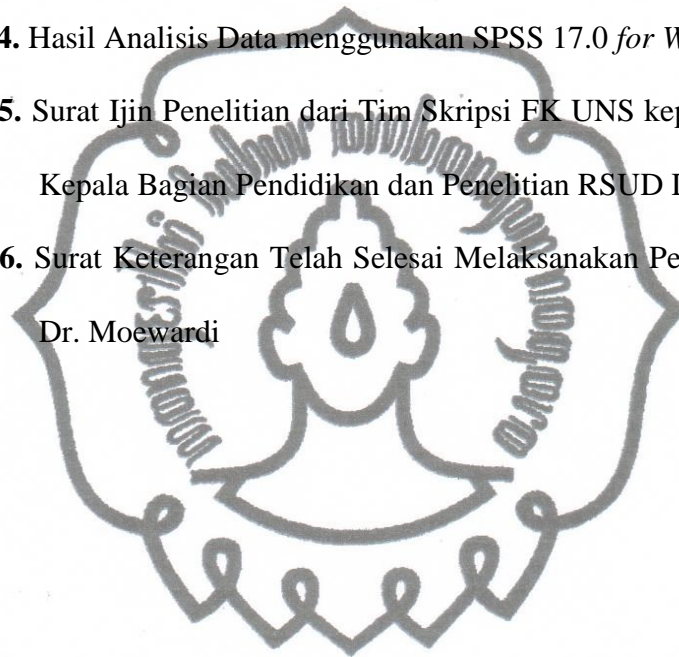 4. Hasil Analisis Data menggunakan SPSS 17.0 for W
5. Surat Ijin Penelitian dari Tim Skripsi FK UNS kep
Kepala Bagian Pendidikan dan Penelitian RSUD D
6. Surat Keterangan Telah Selesai Melaksanakan Pe
Dr. Moewardi